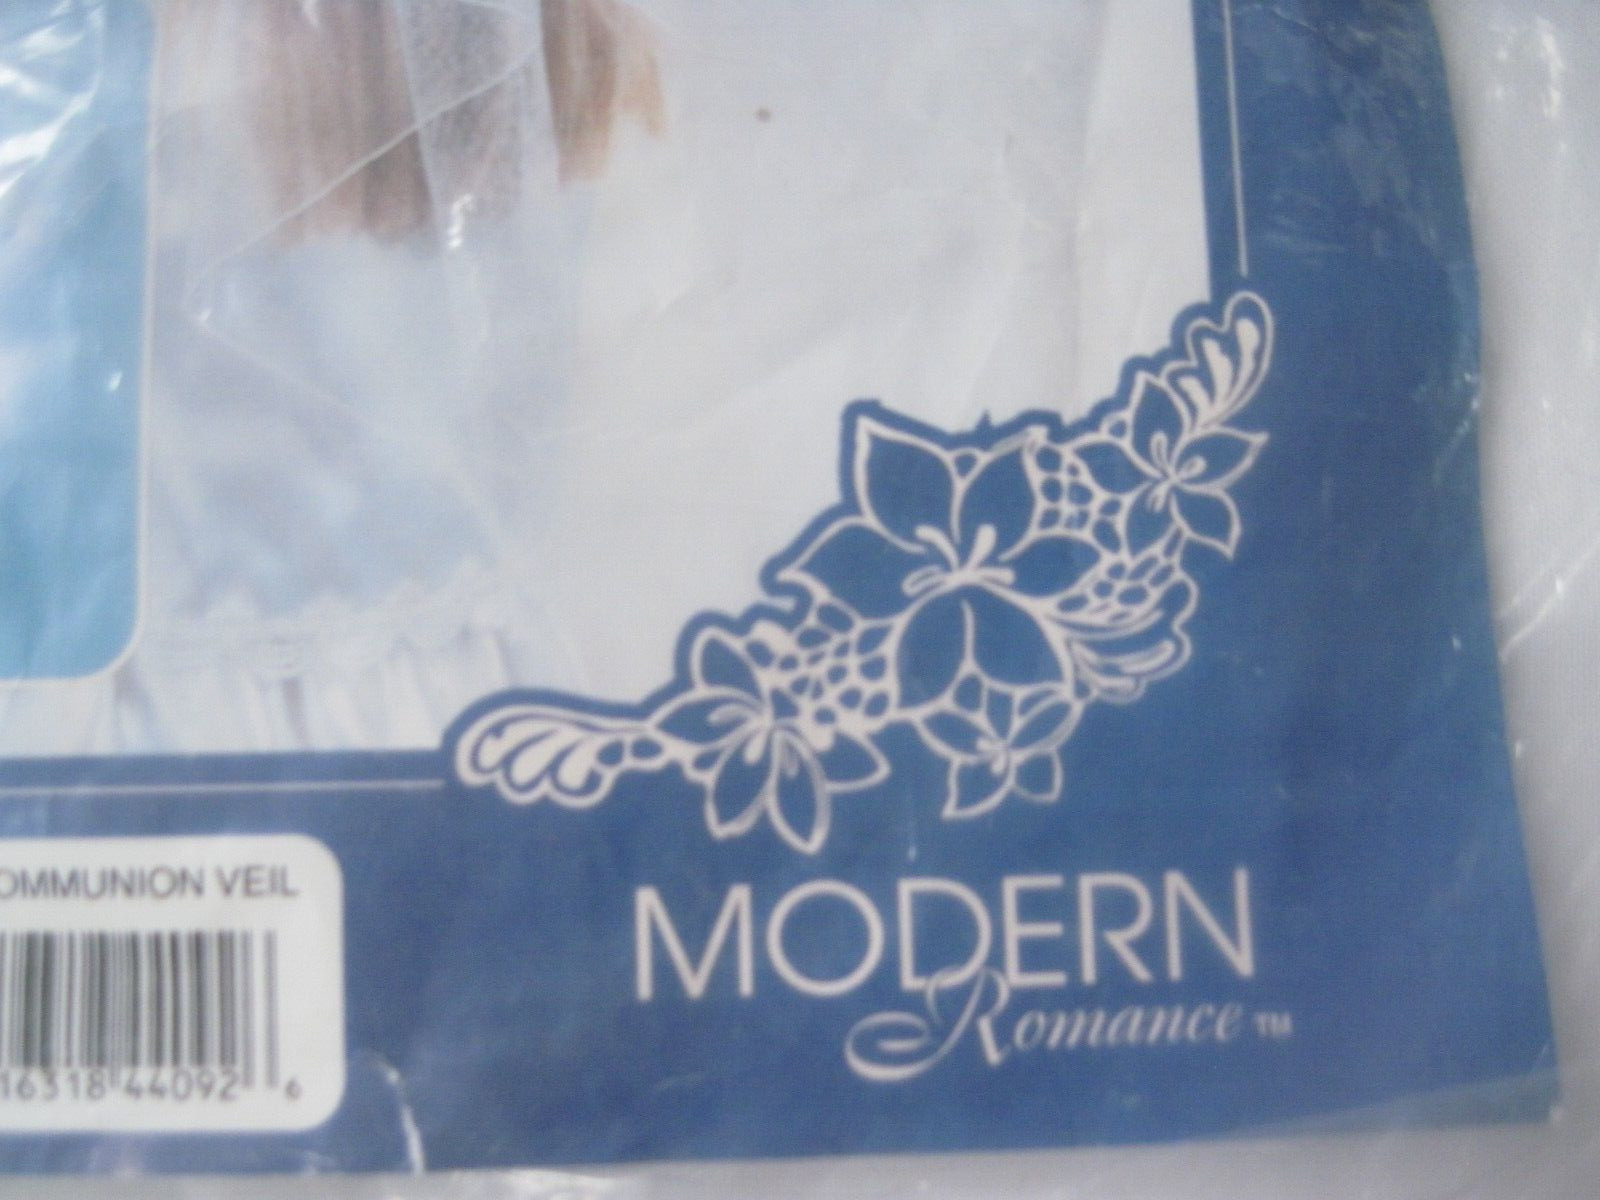 OMMUNION VEIL
16318 44092 6
MODERN
Romance™